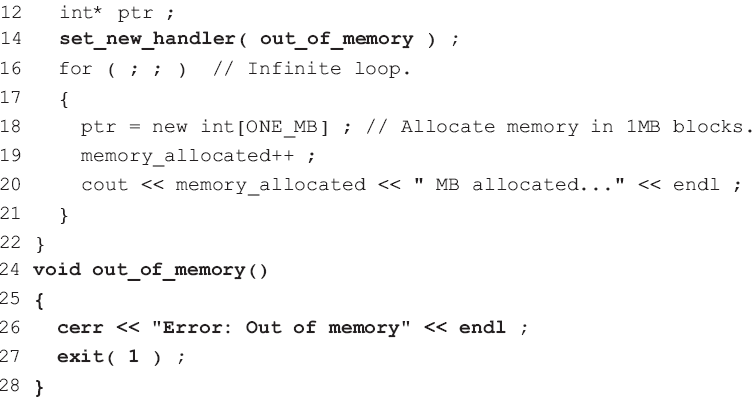 12   int* ptr ;
14   set_new_handler( out_of_memory ) ;
16   for ( ; ; )  // Infinite loop.
17   {
18     ptr = new int[ONE_MB] ; // Allocate memory in 1MB blocks.
19     memory_allocated++ ;
20     cout << memory_allocated << " MB allocated..." << endl ;
21   }
22 }
24 void out_of_memory()
25 {
26   cerr << "Error: Out of memory" << endl ;
27   exit( 1 ) ;
28 }